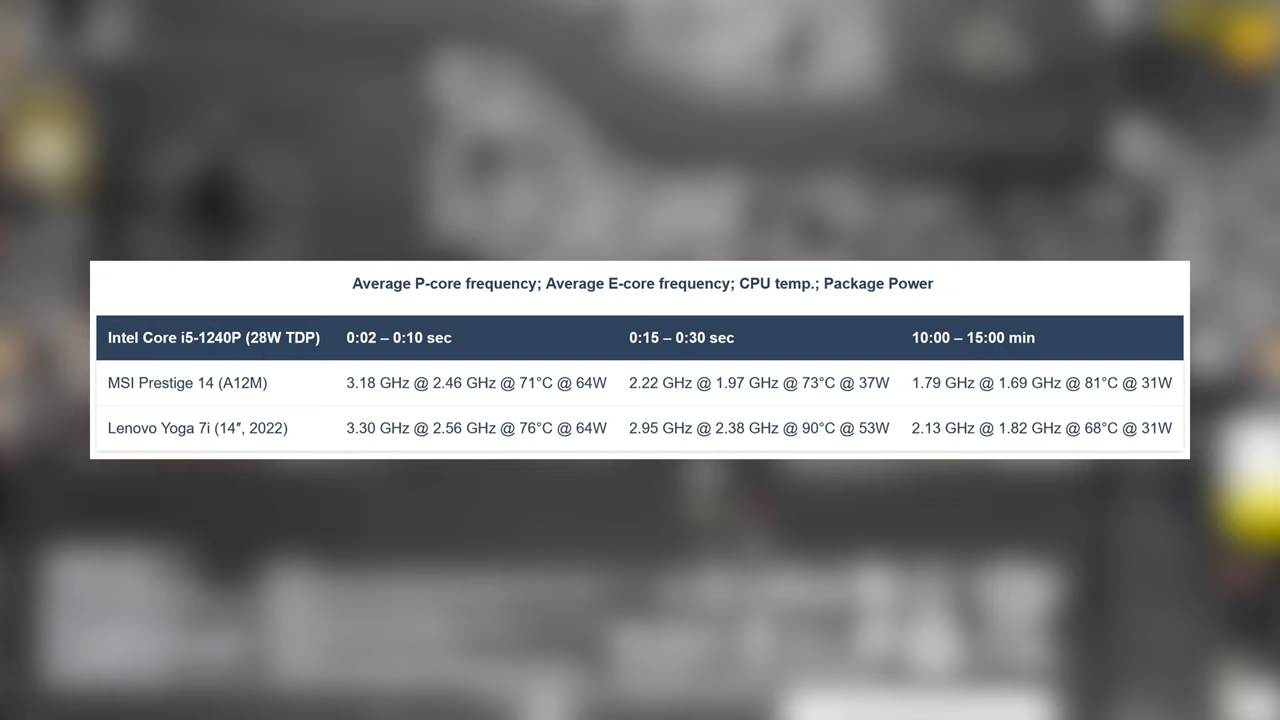 Average P-core frequency; Average E-core frequency; CPU temp.; Package Power
Intel Core i5-1240P (28W TDP) 0:02 – 0:10 sec 0:15 – 0:30 sec 10:00 – 15:00 min
MSI Prestige 14 (A12M) 3.18 GHz @ 2.46 GHz @ 71°C @ 64W 2.22 GHz @ 1.97 GHz @ 73°C @ 37W 1.79 GHz @ 1.69 GHz @ 81°C @ 31W
Lenovo Yoga 7i (14″, 2022) 3.30 GHz @ 2.56 GHz @ 76°C @ 64W 2.95 GHz @ 2.38 GHz @ 90°C @ 53W 2.13 GHz @ 1.82 GHz @ 68°C @ 31W